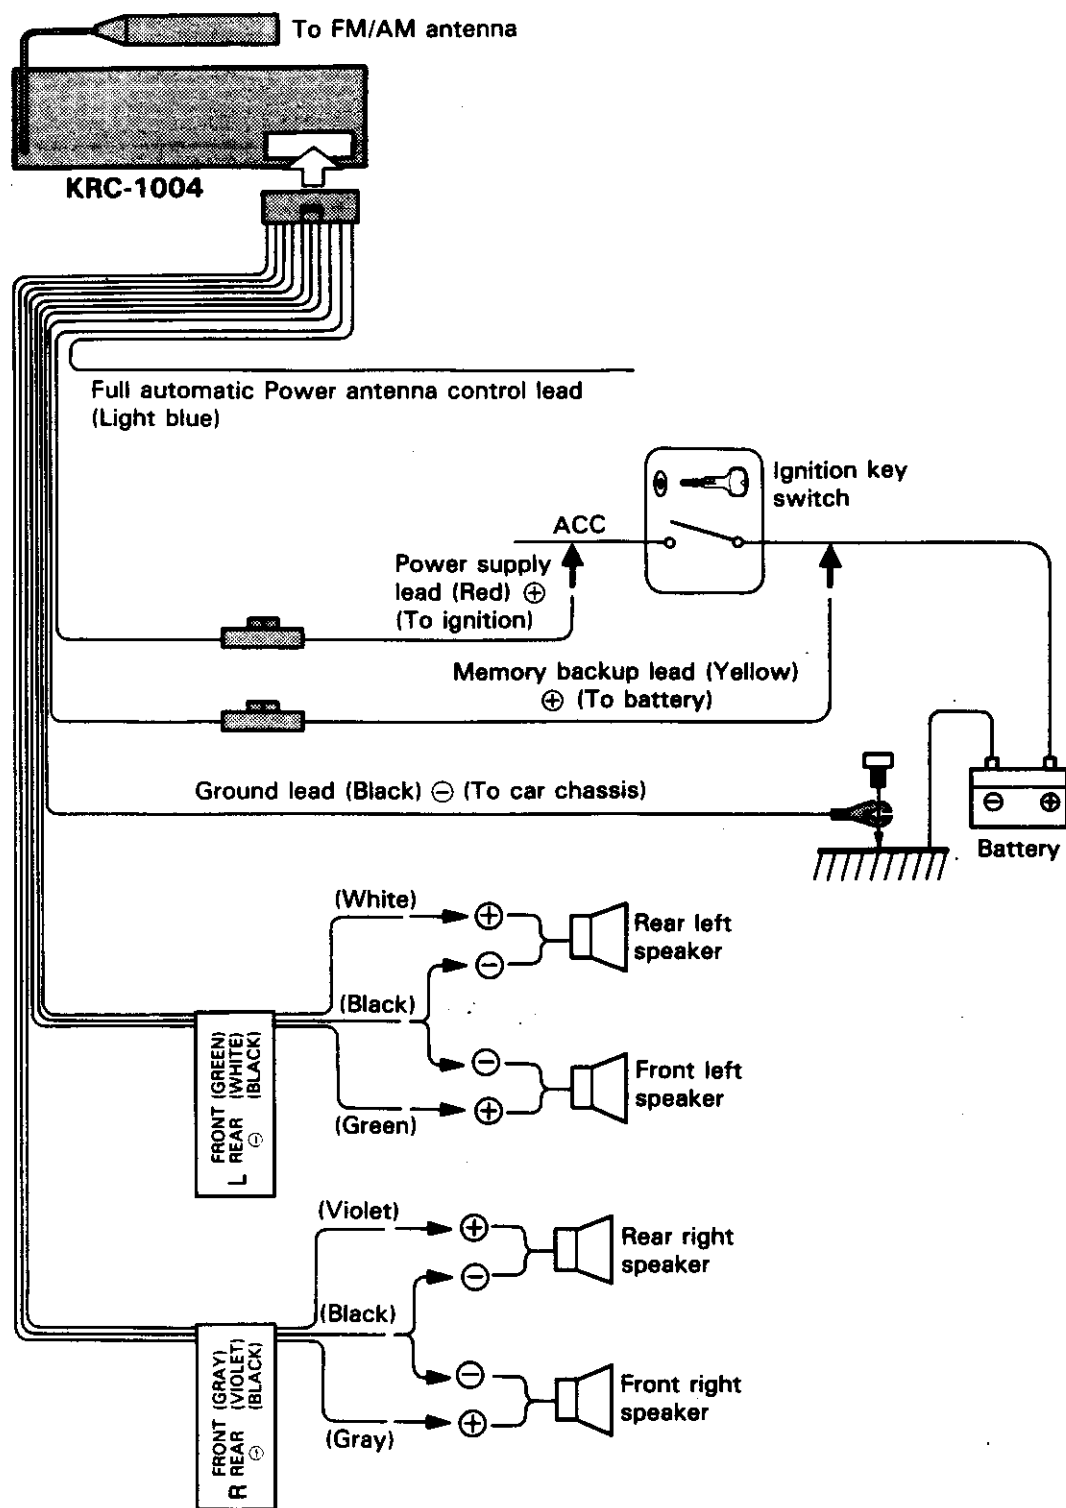 To FM/AM antenna
KRC-1004
Full automatic Power antenna control lead
(Light blue)
Ignition key
switch
ACC
Power supply
lead (Red) ⊕
(To ignition)
Memory backup lead (Yellow)
⊕ (To battery)
Ground lead (Black) ⊖ (To car chassis)
⊖ ⊕
Battery
(White)
⊕
Rear left
speaker
⊖
(Black)
⊖
Front left
speaker
⊕
(Green)
L
FRONT (GREEN)
REAR (WHITE)
⊖ (BLACK)
(Violet)
⊕
Rear right
speaker
⊖
(Black)
⊖
Front right
speaker
⊕
(Gray)
R
FRONT (GRAY)
REAR (VIOLET)
⊖ (BLACK)